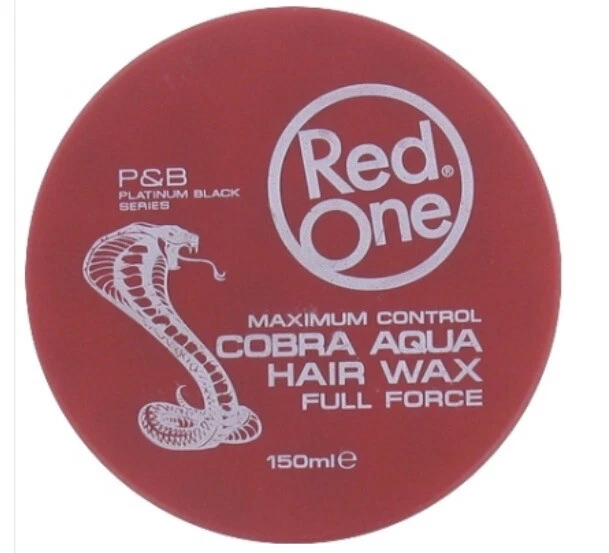 Red®
One
P&B
PLATINUM BLACK
SERIES
MAXIMUM CONTROL
COBRA AQUA
HAIR WAX
FULL FORCE
150ml℮